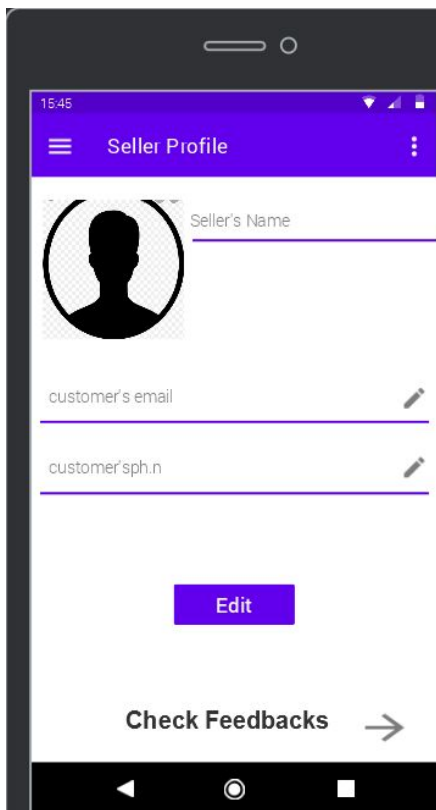 15:45
Seller Profile
Seller's Name
customer's email
customer'sph.n
Edit
Check Feedbacks